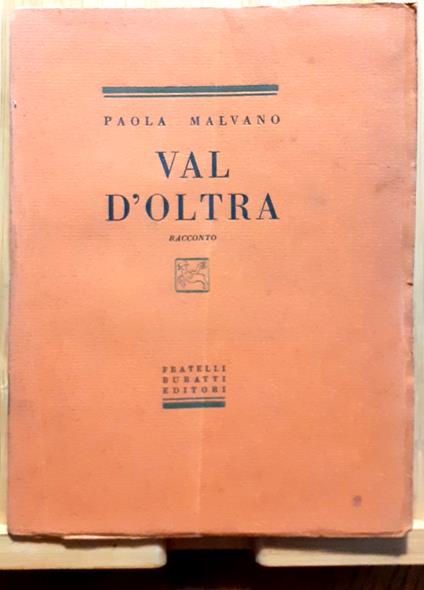 PAOLA MALVANO
VAL
D'OLTRA
RACCONTO
FRATELLI
BURATTI
EDITORI